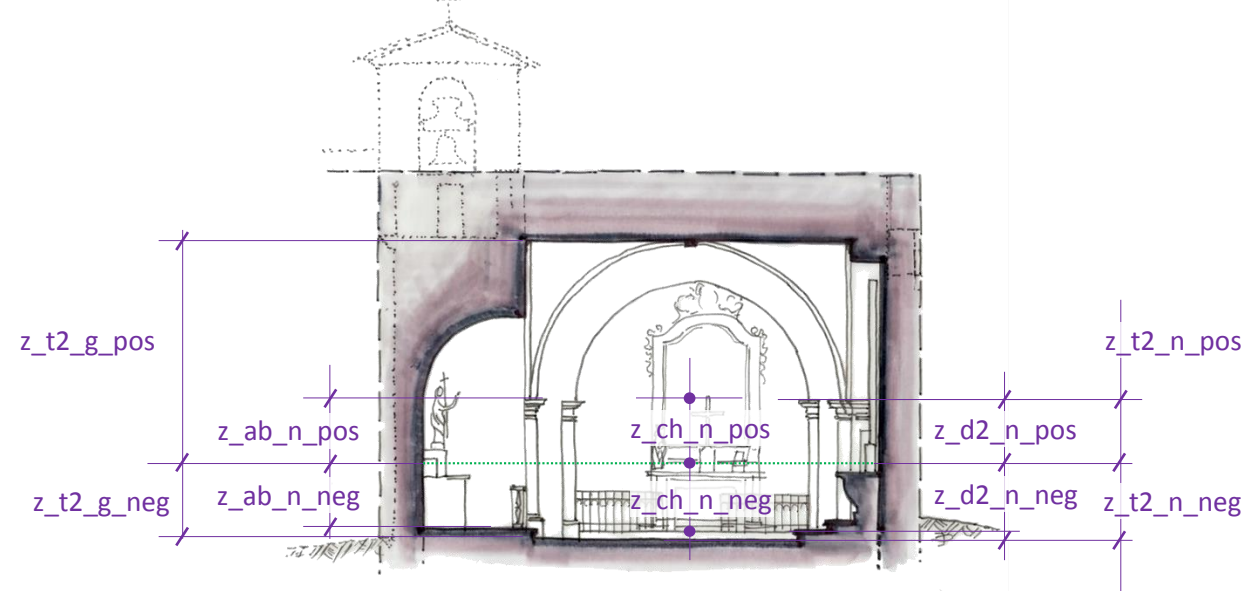 z_t2_g_pos
z_t2_n_pos
z_ab_n_pos
z_ch_n_pos
z_d2_n_pos
z_t2_g_neg
z_ab_n_neg
z_ch_n_neg
z_d2_n_neg
z_t2_n_neg